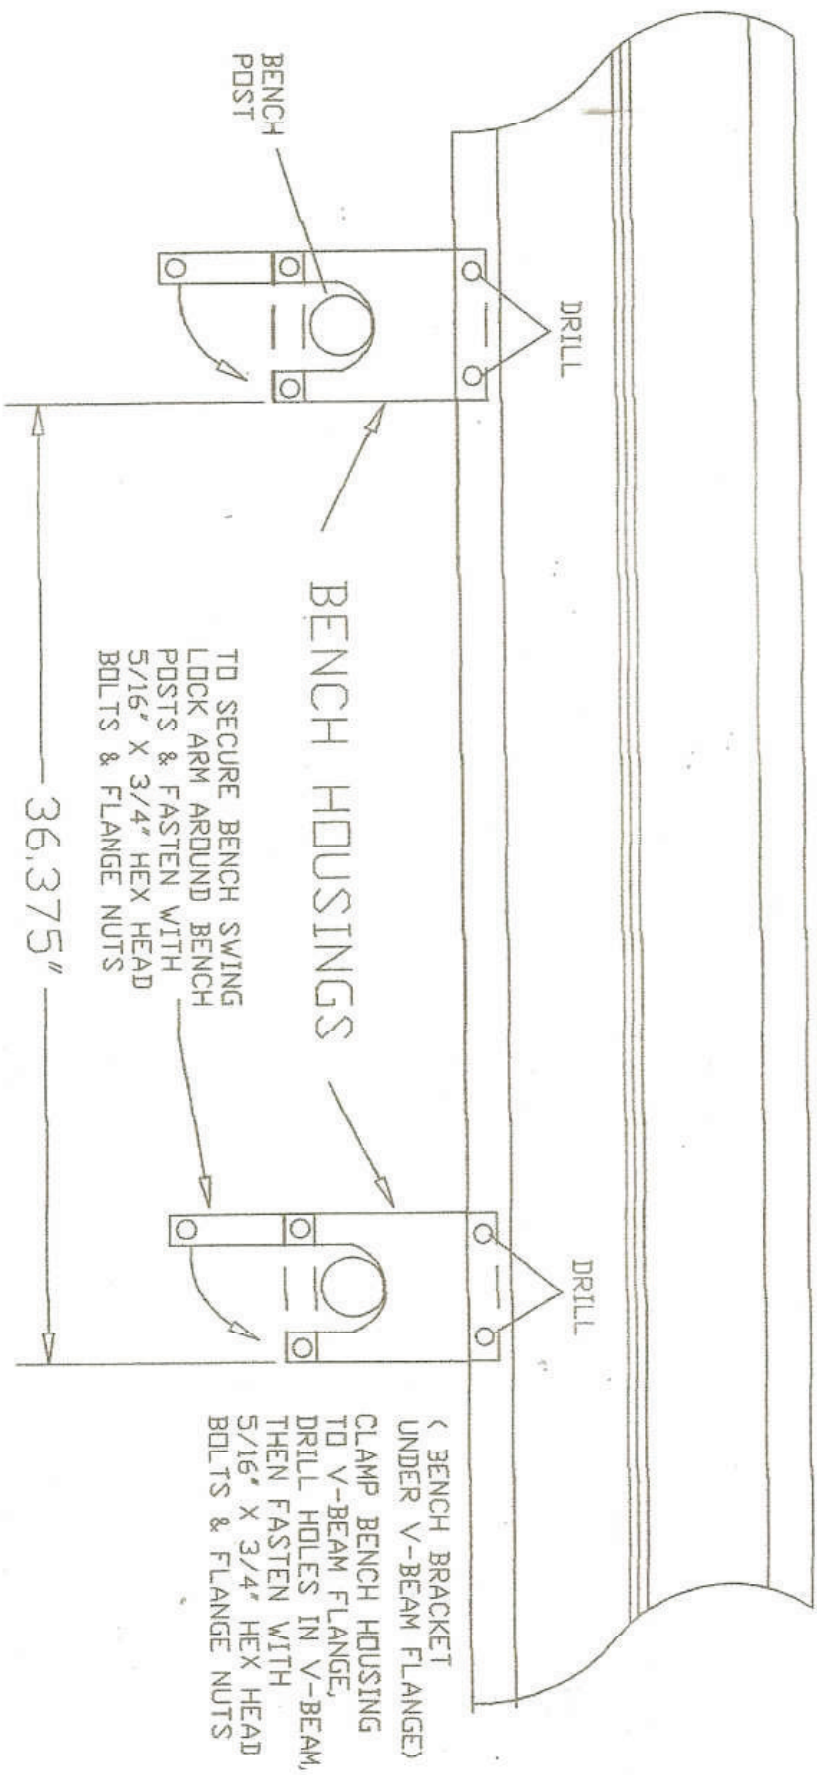 BENCH
POST
DRILL
DRILL
BENCH HOUSINGS
TO SECURE BENCH SWING
LOCK ARM AROUND BENCH
POSTS & FASTEN WITH
5/16" X 3/4" HEX HEAD
BOLTS & FLANGE NUTS
36.375"
( BENCH BRACKET
UNDER V-BEAM FLANGE)
CLAMP BENCH HOUSING
TO V-BEAM FLANGE,
DRILL HOLES IN V-BEAM,
THEN FASTEN WITH
5/16" X 3/4" HEX HEAD
BOLTS & FLANGE NUTS